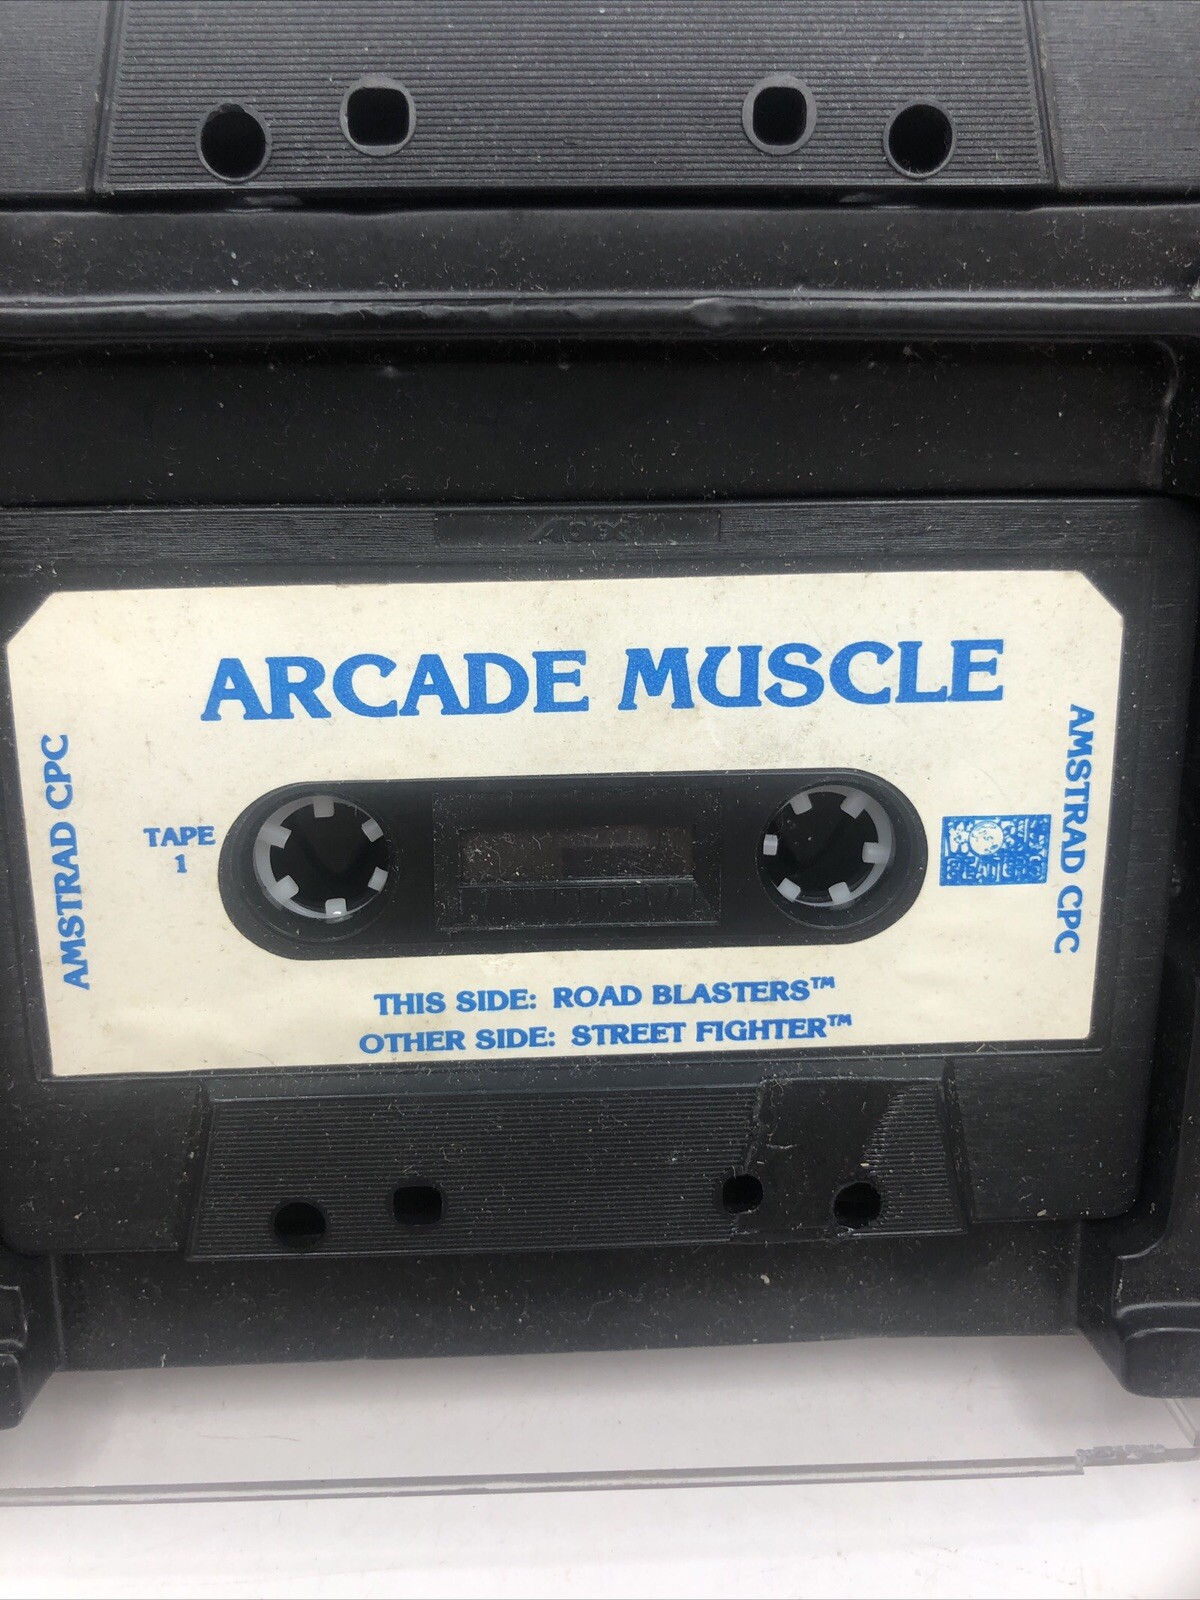 ARCADE MUSCLE
AMSTRAD CPC
TAPE
1
AMSTRAD CPC
THIS SIDE: ROAD BLASTERS™
OTHER SIDE: STREET FIGHTER™